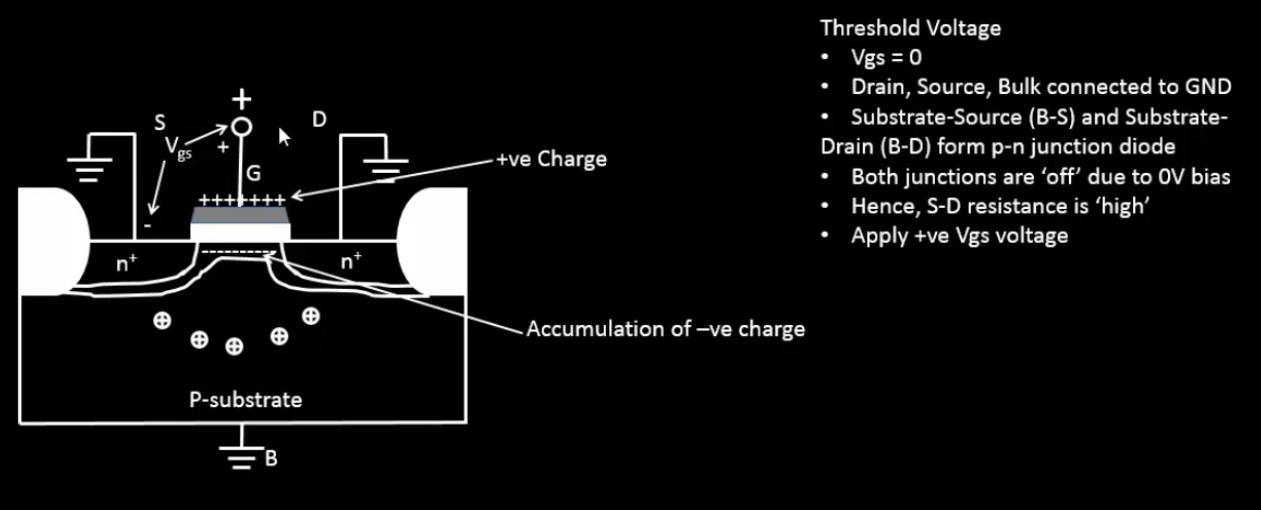 Threshold Voltage
• Vgs = 0
• Drain, Source, Bulk connected to GND
• Substrate-Source (B-S) and Substrate-
Drain (B-D) form p-n junction diode
• Both junctions are ‘off’ due to 0V bias
• Hence, S-D resistance is ‘high’
• Apply +ve Vgs voltage
+
S
D
Vgs
+
G
+++++++
+ve Charge
-
n+
n+
Accumulation of –ve charge
P-substrate
B